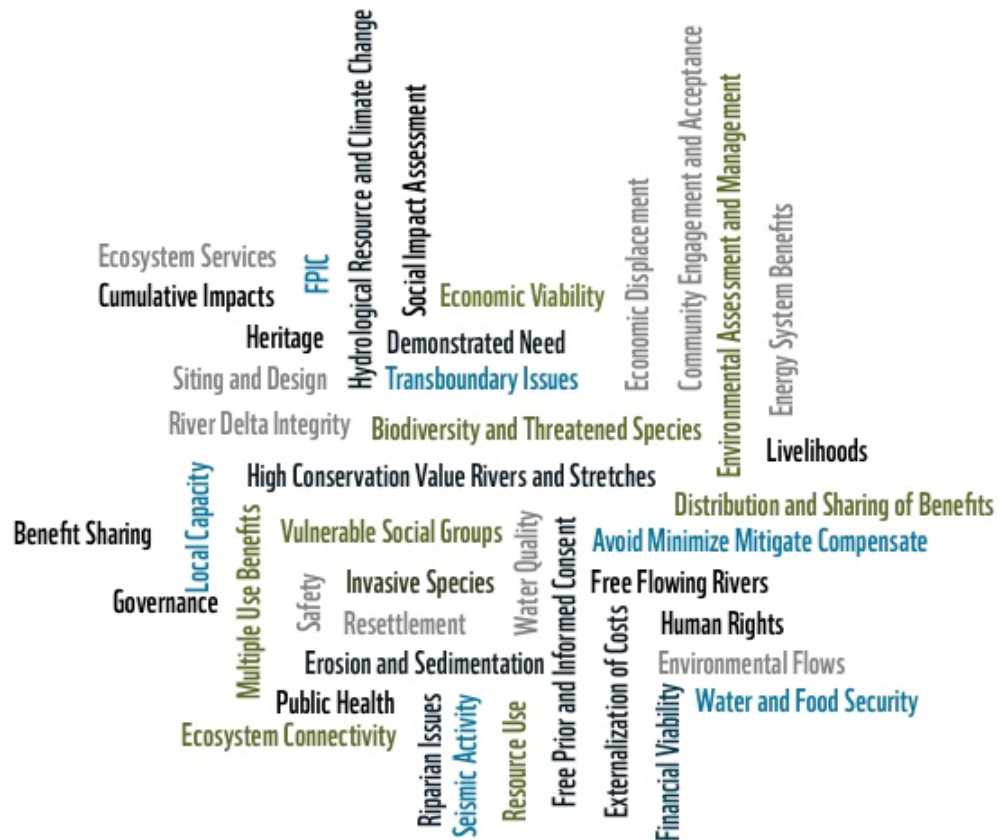 Hydrological Resource and Climate Change
Social Impact Assessment
Community Engagement and Acceptance
Environmental Assessment and Management
Economic Displacement
Energy System Benefits
Ecosystem Services
FPIC
Cumulative Impacts
Economic Viability
Heritage
Demonstrated Need
Siting and Design
Transboundary Issues
River Delta Integrity
Biodiversity and Threatened Species
Livelihoods
High Conservation Value Rivers and Stretches
Local Capacity
Distribution and Sharing of Benefits
Benefit Sharing
Multiple Use Benefits
Vulnerable Social Groups
Water Quality
Free Prior and Informed Consent
Avoid Minimize Mitigate Compensate
Governance
Safety
Invasive Species
Free Flowing Rivers
Resettlement
Externalization of Costs
Human Rights
Erosion and Sedimentation
Environmental Flows
Public Health
Financial Viability
Water and Food Security
Ecosystem Connectivity
Riparian Issues
Seismic Activity
Resource Use